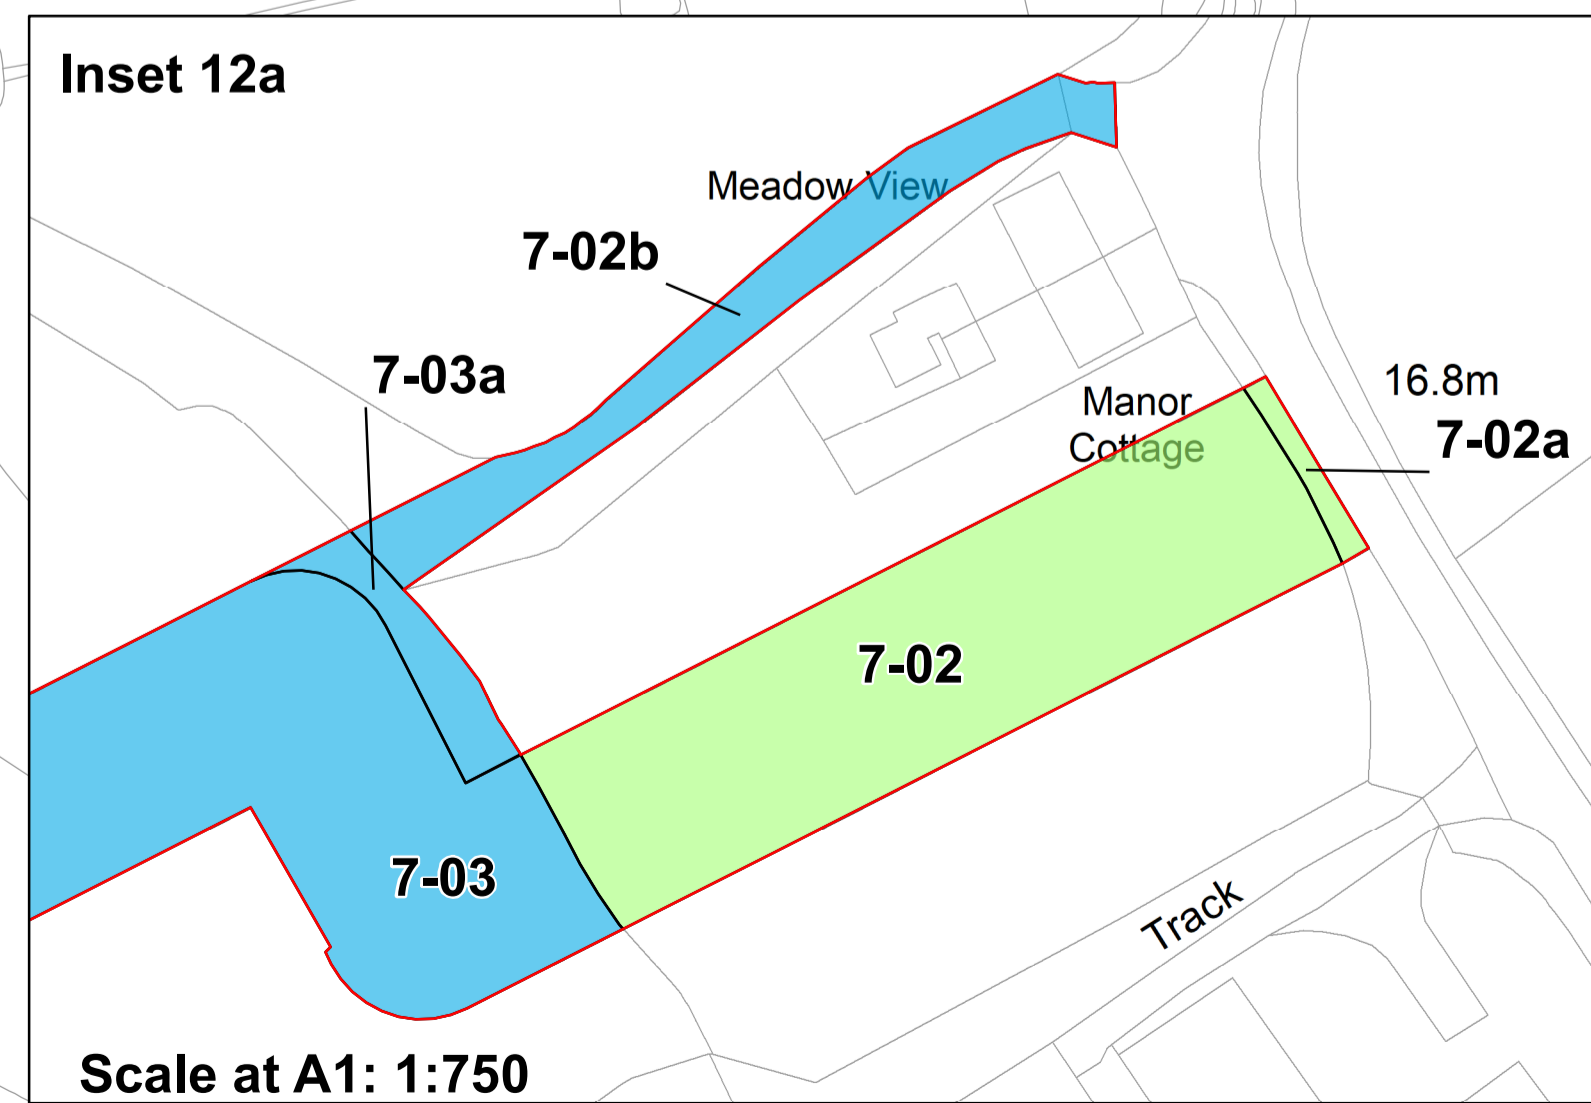 Inset 12a
Meadow View
7-02b
7-03a
16.8m
Manor
Cottage
7-02a
7-02
7-03
Track
Scale at A1: 1:750